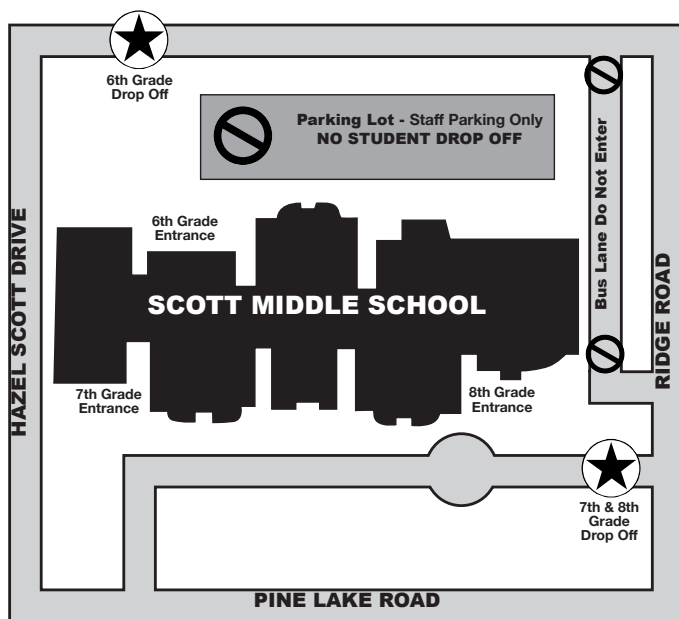 6th Grade
Drop Off
Parking Lot - Staff Parking Only
NO STUDENT DROP OFF
Bus Lane Do Not Enter
HAZEL SCOTT DRIVE
6th Grade
Entrance
RIDGE ROAD
SCOTT MIDDLE SCHOOL
7th Grade
Entrance
8th Grade
Entrance
7th & 8th
Grade
Drop Off
PINE LAKE ROAD